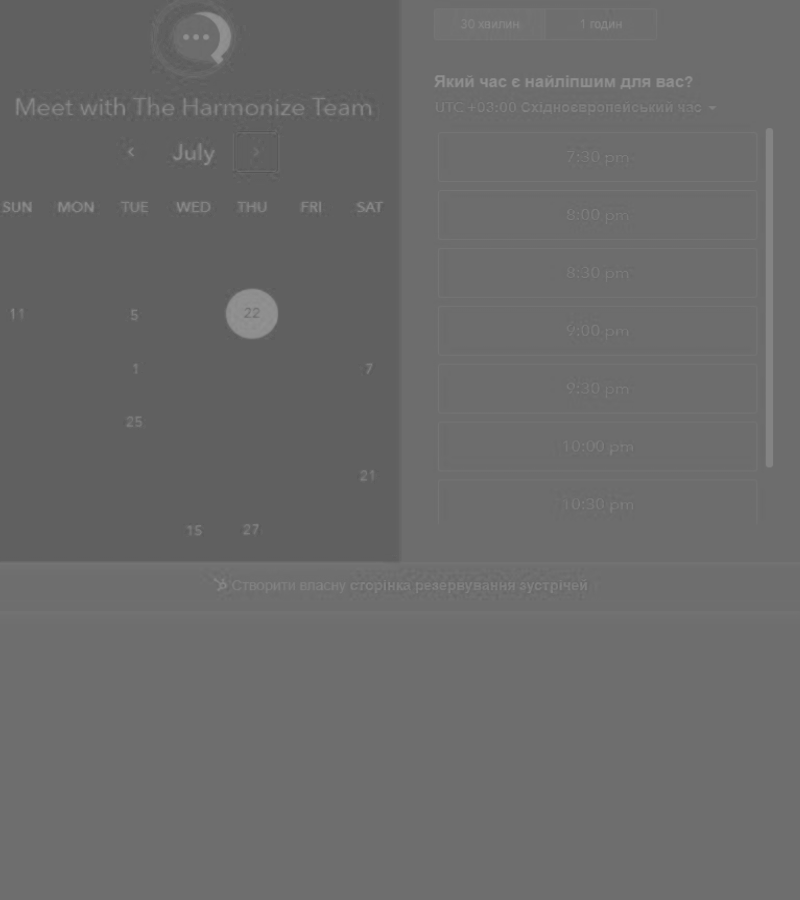 Meet with The Harmonize Team
July
SUN MON TUE WED THU FRI SAT
11 5 22
1 7
25
21
15 27
30 хвилин 1 годин
Який час є найліпшим для вас?
UTC +03:00 Східноєвропейський час
7:30 pm
8:00 pm
8:30 pm
9:00 pm
9:30 pm
10:00 pm
10:30 pm
Створити власну сторінка резервування зустрічей